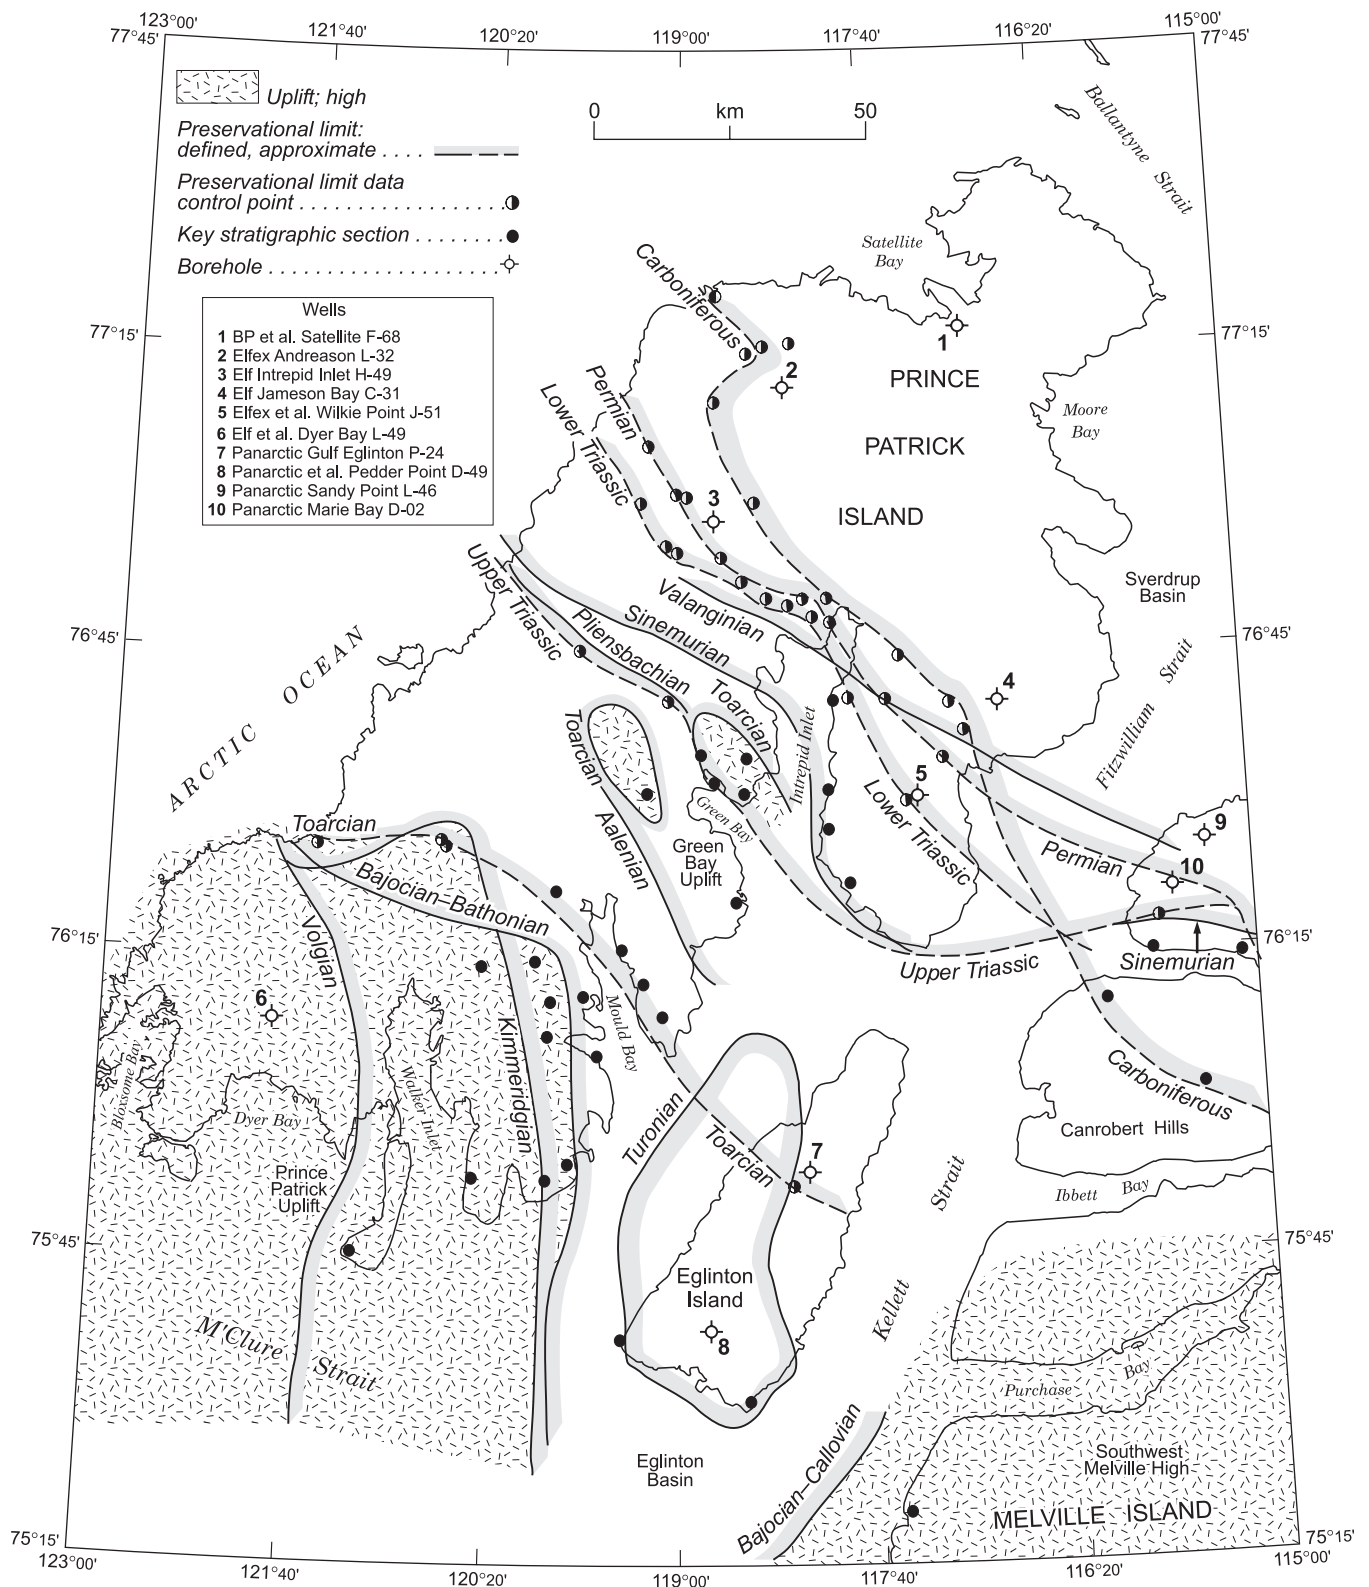 123°00'
121°40'
120°20'
119°00'
117°40'
116°20'
115°00'
77°45'
77°45'
Uplift; high
Preservational limit:
defined, approximate . . . .
Preservational limit data
control point . . . . . . . . . . . . . . . . . . .
Key stratigraphic section . . . . . . . .
Borehole . . . . . . . . . . . . . . . . . . . . . .
0 km 50
Wells
1 BP et al. Satellite F-68
2 Elfex Andreason L-32
3 Elf Intrepid Inlet H-49
4 Elf Jameson Bay C-31
5 Elfex et al. Wilkie Point J-51
6 Elf et al. Dyer Bay L-49
7 Panarctic Gulf Eglinton P-24
8 Panarctic et al. Pedder Point D-49
9 Panarctic Sandy Point L-46
10 Panarctic Marie Bay D-02
Ballantyne Strait
Satellite
Bay
Carboniferous
77°15'
77°15'
1
2
PRINCE
PATRICK
ISLAND
Moore
Bay
Permian
Lower Triassic
3
Sverdrup
Basin
Upper Triassic
Pliensbachian
Sinemurian
Valanginian
76°45'
76°45'
ARCTIC OCEAN
4
Fitzwilliam Strait
Toarcian
Toarcian
Intrepid Inlet
Aalenian
Green Bay
5
Lower Triassic
9
10
Permian
Green
Bay
Uplift
Toarcian
Bajocian–Bathonian
Volgian
76°15'
76°15'
Upper Triassic
Sinemurian
6
Kimmeridgian
Mould Bay
Bloxsome Bay
Dyer Bay
Walker Inlet
Carboniferous
Canrobert Hills
Turonian
Toarcian
7
Prince
Patrick
Uplift
Ibbett Bay
Kellett Strait
75°45'
75°45'
Eglinton
Island
8
M'Clure Strait
Purchase Bay
Eglinton
Basin
Bajocian–Callovian
Southwest
Melville High
MELVILLE ISLAND
75°15'
75°15'
123°00'
121°40'
120°20'
119°00'
117°40'
116°20'
115°00'